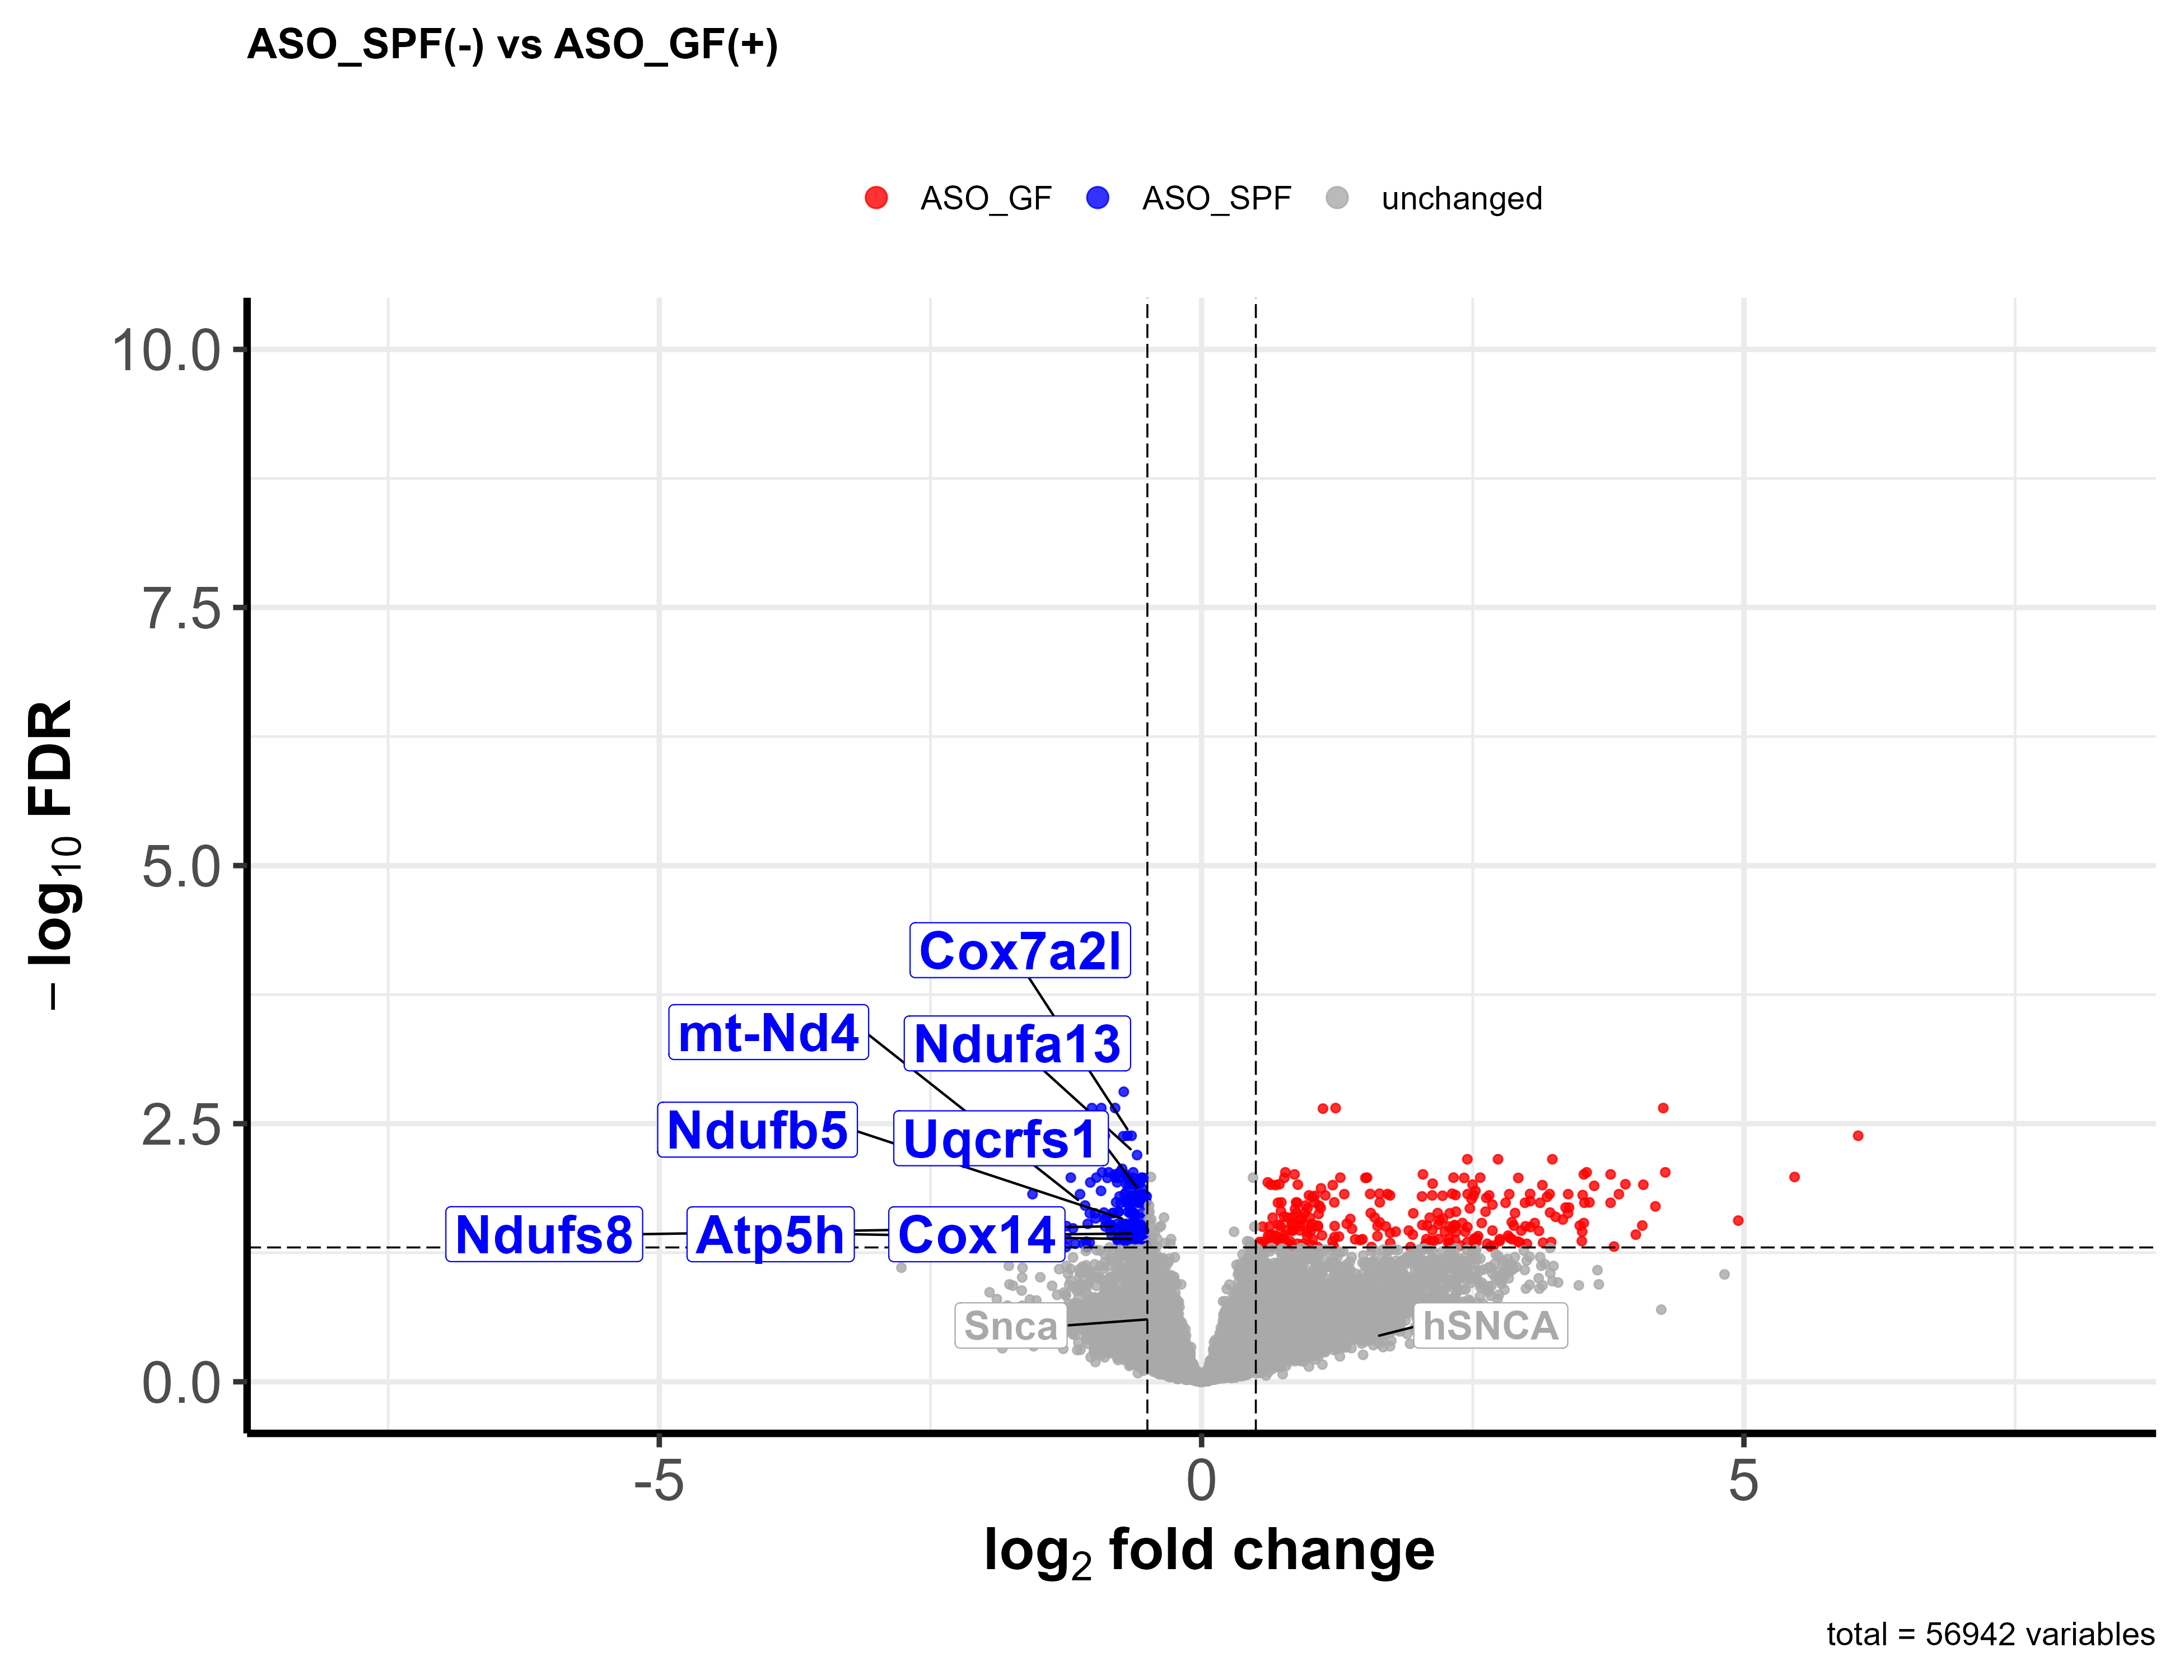 ASO_SPF(-) vs ASO_GF(+)
ASO_GF ASO_SPF unchanged
− log10 FDR
10.0
7.5
5.0
2.5
0.0
Cox7a2l
mt-Nd4
Ndufa13
Ndufb5
Uqcrfs1
Ndufs8
Atp5h
Cox14
Snca
hSNCA
-5 0 5
log2 fold change
total = 56942 variables